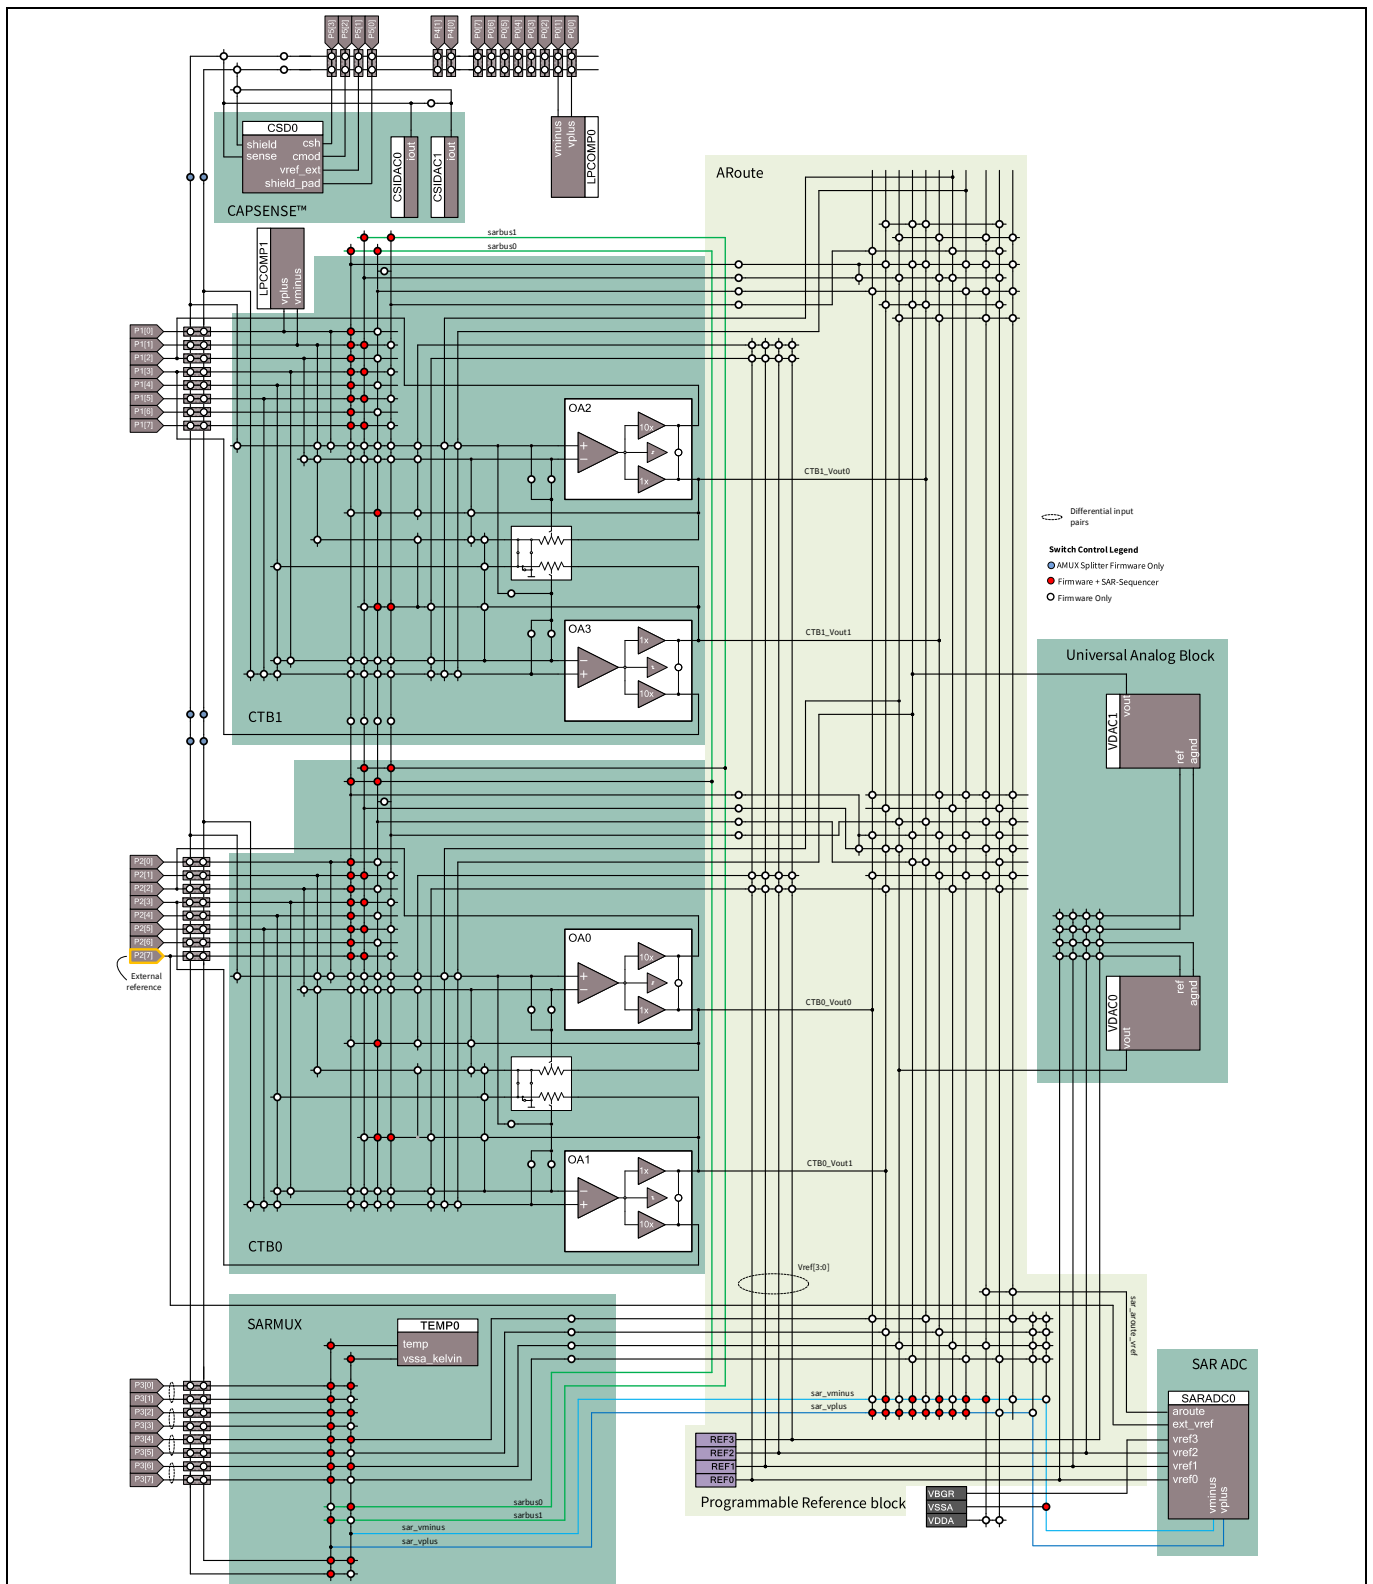 P5[3] P5[2] P5[1] P5[0] P4[1] P4[0] P0[7] P0[6] P0[5] P0[4] P0[3] P0[2] P0[1] P0[0]
CSD0
shield csh
sense cmod
vref_ext
shield_pad
CSIDAC0 iout
CSIDAC1 iout
vminus vplus LPCOMP0
CAPSENSE™
ARoute
LPCOMP1 vplus vminus
sarbus1
sarbus0
P1[0]
P1[1]
P1[2]
P1[3]
P1[4]
P1[5]
P1[6]
P1[7]
OA2
10x
+
−
1x
CTB1_Vout0
Differential input
pairs
Switch Control Legend
AMUX Splitter Firmware Only
Firmware + SAR-Sequencer
Firmware Only
OA3
1x
−
+
10x
CTB1_Vout1
CTB1
Universal Analog Block
VDAC1 vout ref agnd
P2[0]
P2[1]
P2[2]
P2[3]
P2[4]
P2[5]
P2[6]
P2[7]
External
reference
OA0
10x
+
−
1x
CTB0_Vout0
VDAC0 vout ref agnd
OA1
1x
−
+
10x
CTB0_Vout1
CTB0
Vref[3:0]
sar_aroute_vref
SARMUX
TEMP0
temp
vssa_kelvin
P3[0]
P3[1]
P3[2]
P3[3]
P3[4]
P3[5]
P3[6]
P3[7]
sar_vminus
sar_vplus
SAR ADC
SARADC0
aroute
ext_vref
vref3
vref2
vref1
vref0
vminus vplus
REF3
REF2
REF1
REF0
Programmable Reference block
VBGR
VSSA
VDDA
sarbus0
sarbus1
sar_vminus
sar_vplus